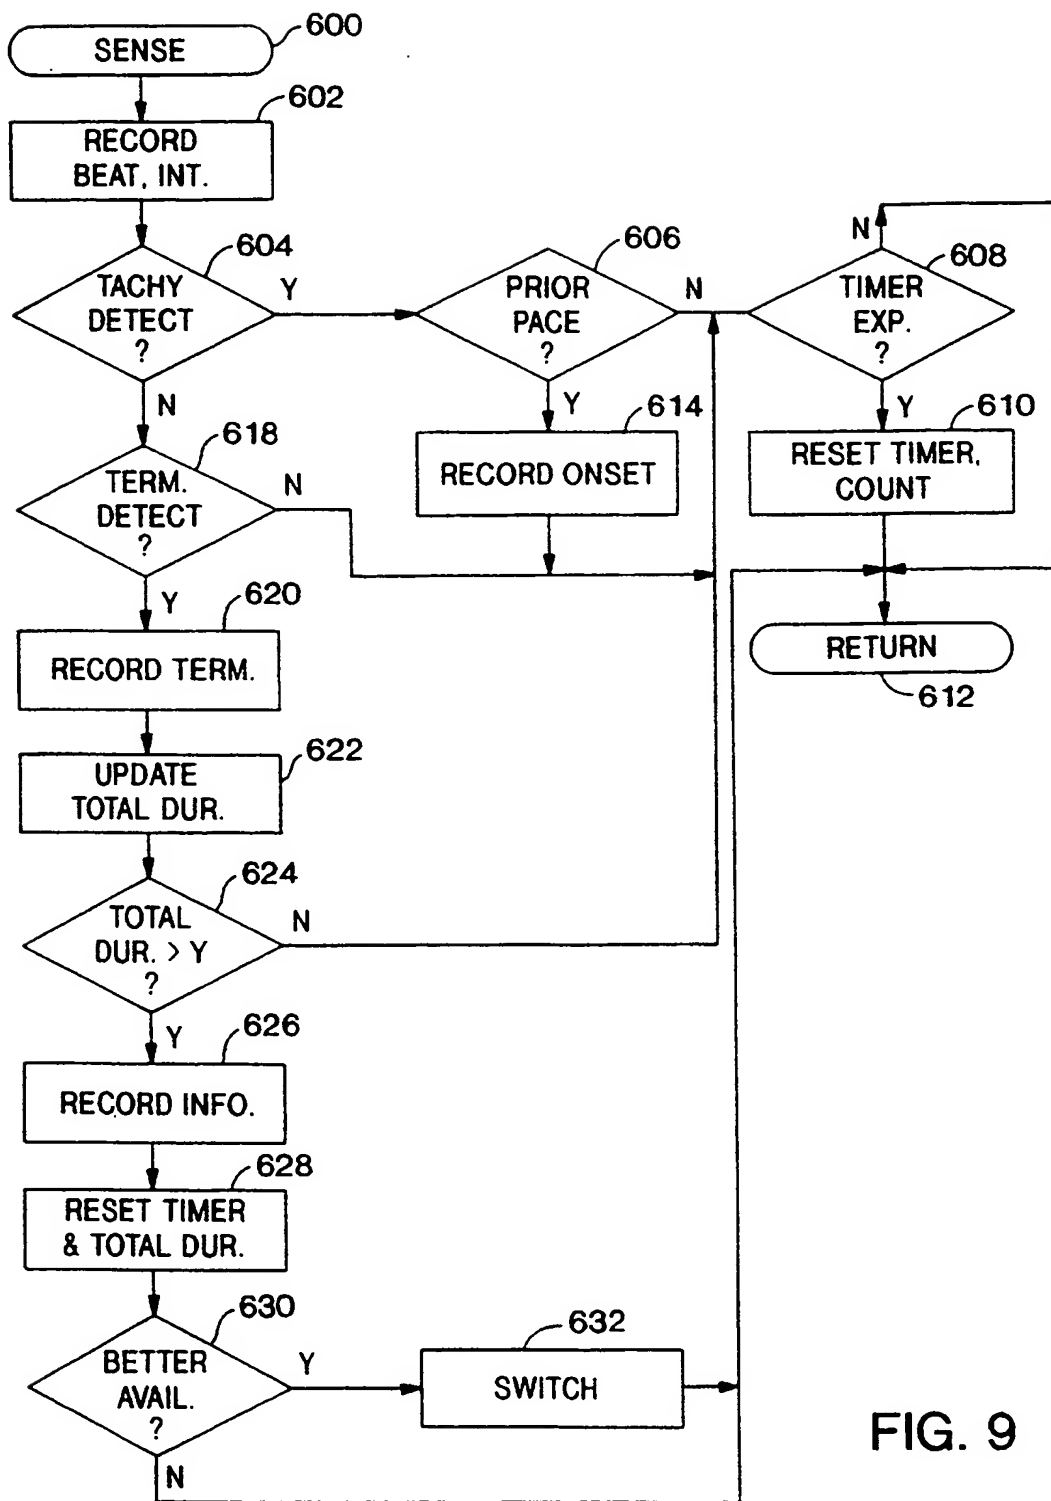 SENSE
600
602
RECORD
BEAT, INT.
604
TACHY
DETECT
?
Y
N
606
PRIOR
PACE
?
N
Y
608
N
TIMER
EXP.
?
Y
610
RESET TIMER,
COUNT
614
RECORD ONSET
618
TERM.
DETECT
?
N
Y
RETURN
612
620
RECORD TERM.
622
UPDATE
TOTAL DUR.
624
TOTAL
DUR. > Y
?
N
Y
626
RECORD INFO.
628
RESET TIMER
& TOTAL DUR.
630
BETTER
AVAIL.
?
Y
N
632
SWITCH
FIG. 9